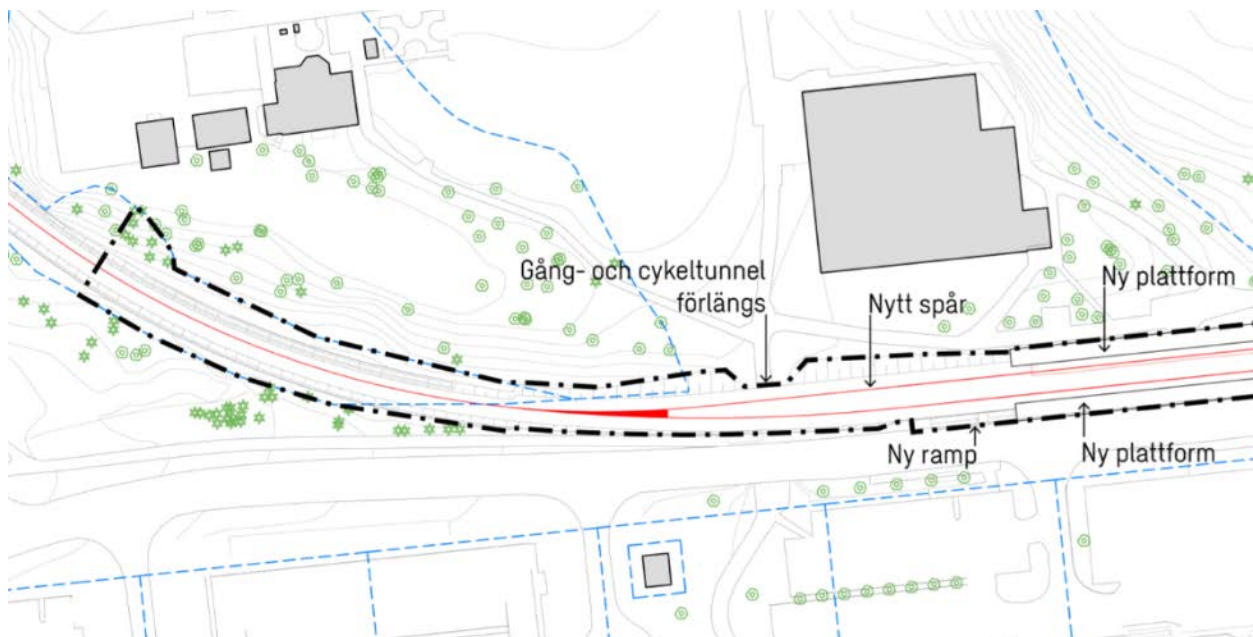 Gång- och cykeltunnel
förlängs
Nytt spår
Ny plattform
Ny ramp
Ny plattform